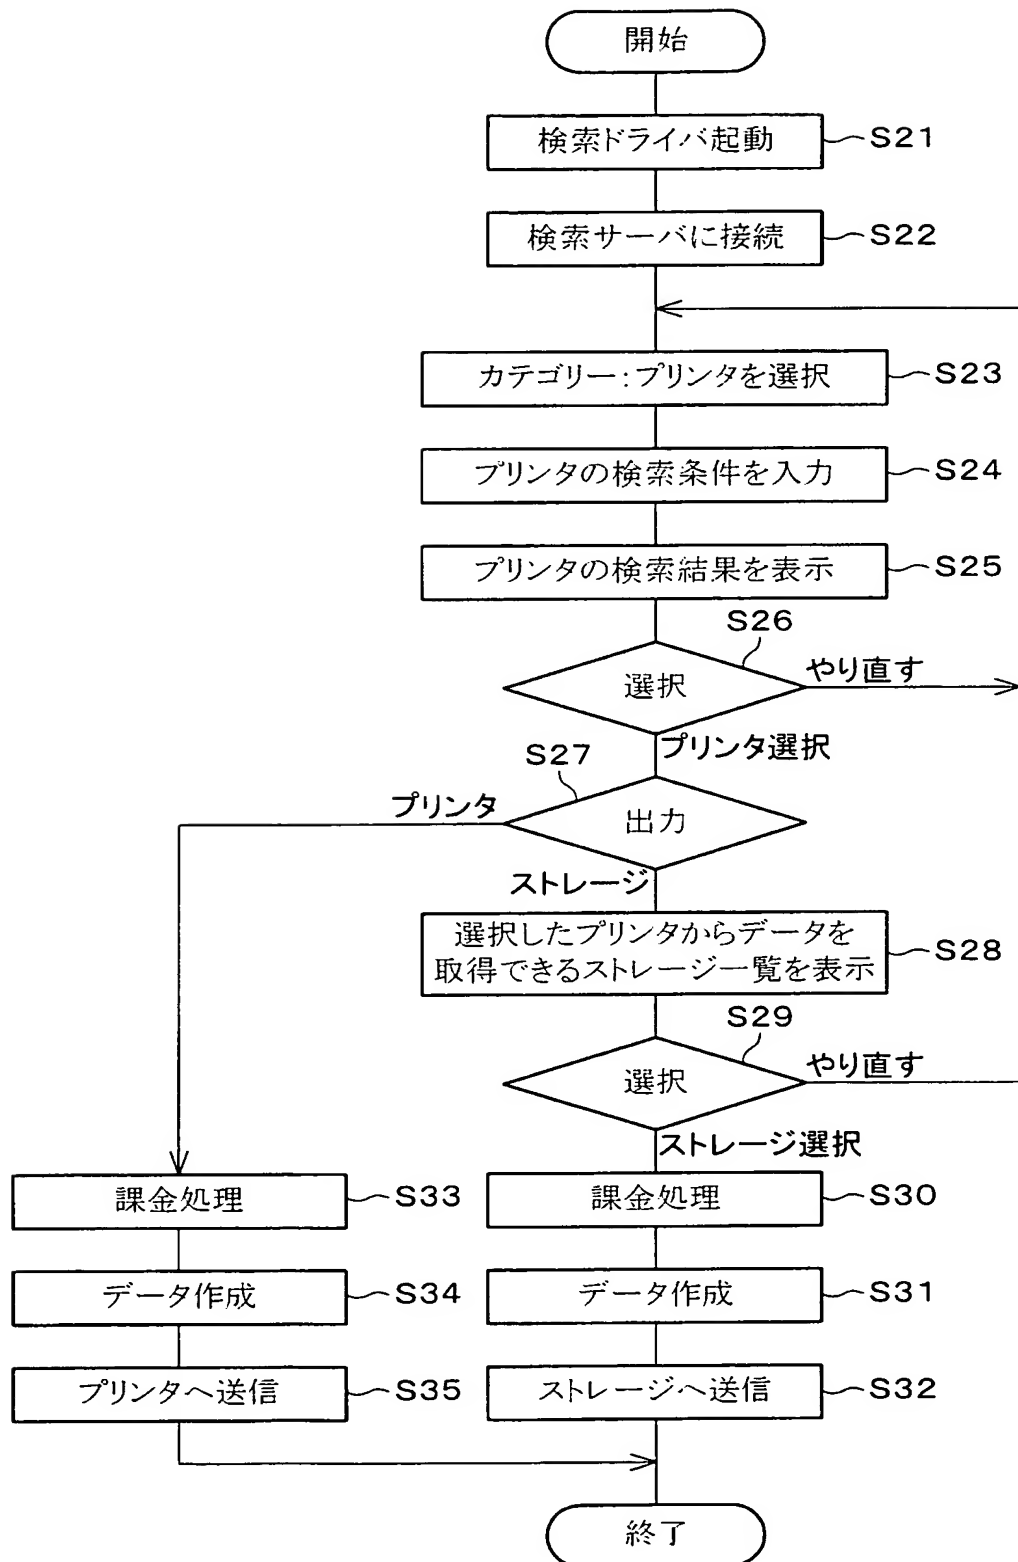 開始
検索ドライバ起動
S21
検索サーバに接続
S22
カテゴリー:プリンタを選択
S23
プリンタの検索条件を入力
S24
プリンタの検索結果を表示
S25
S26
選択
やり直す
プリンタ選択
S27
プリンタ
出力
ストレージ
選択したプリンタからデータを
取得できるストレージ一覧を表示
S28
S29
選択
やり直す
ストレージ選択
課金処理
S33
課金処理
S30
データ作成
S34
データ作成
S31
プリンタへ送信
S35
ストレージへ送信
S32
終了